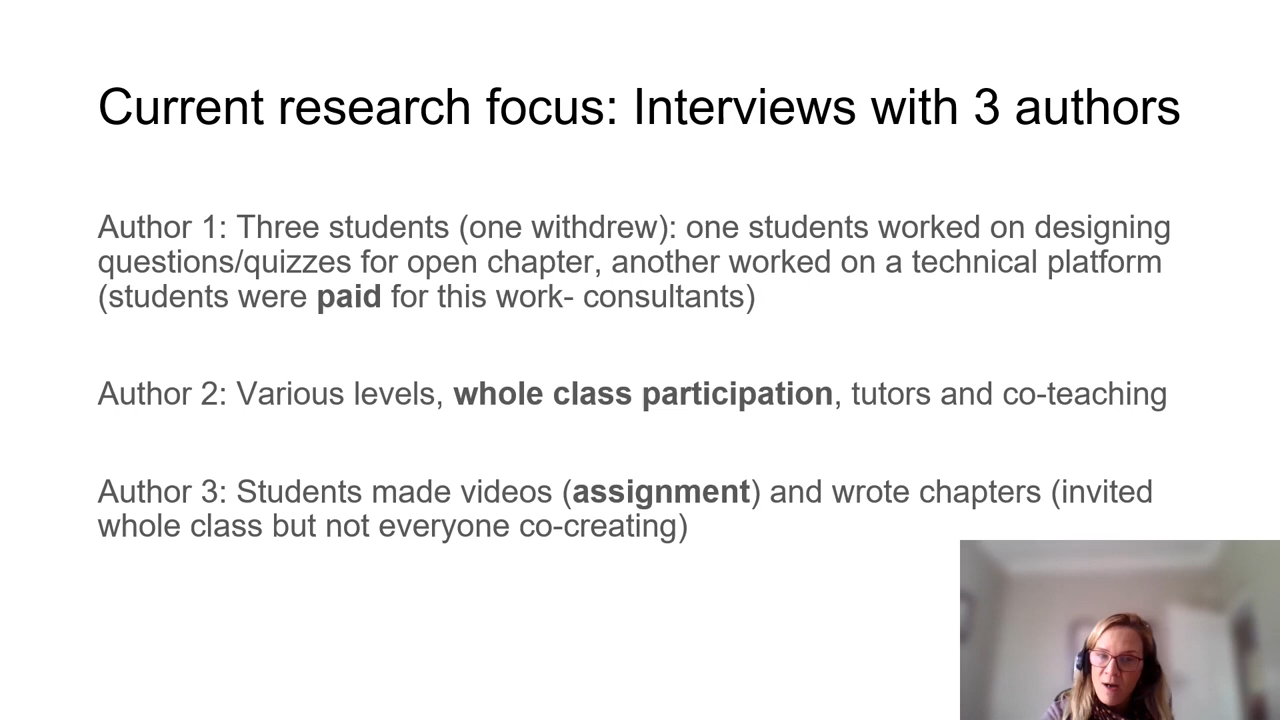 Current research focus: Interviews with 3 authors
Author 1: Three students (one withdrew): one students worked on designing
questions/quizzes for open chapter, another worked on a technical platform
(students were paid for this work- consultants)
Author 2: Various levels, whole class participation, tutors and co-teaching
Author 3: Students made videos (assignment) and wrote chapters (invited
whole class but not everyone co-creating)